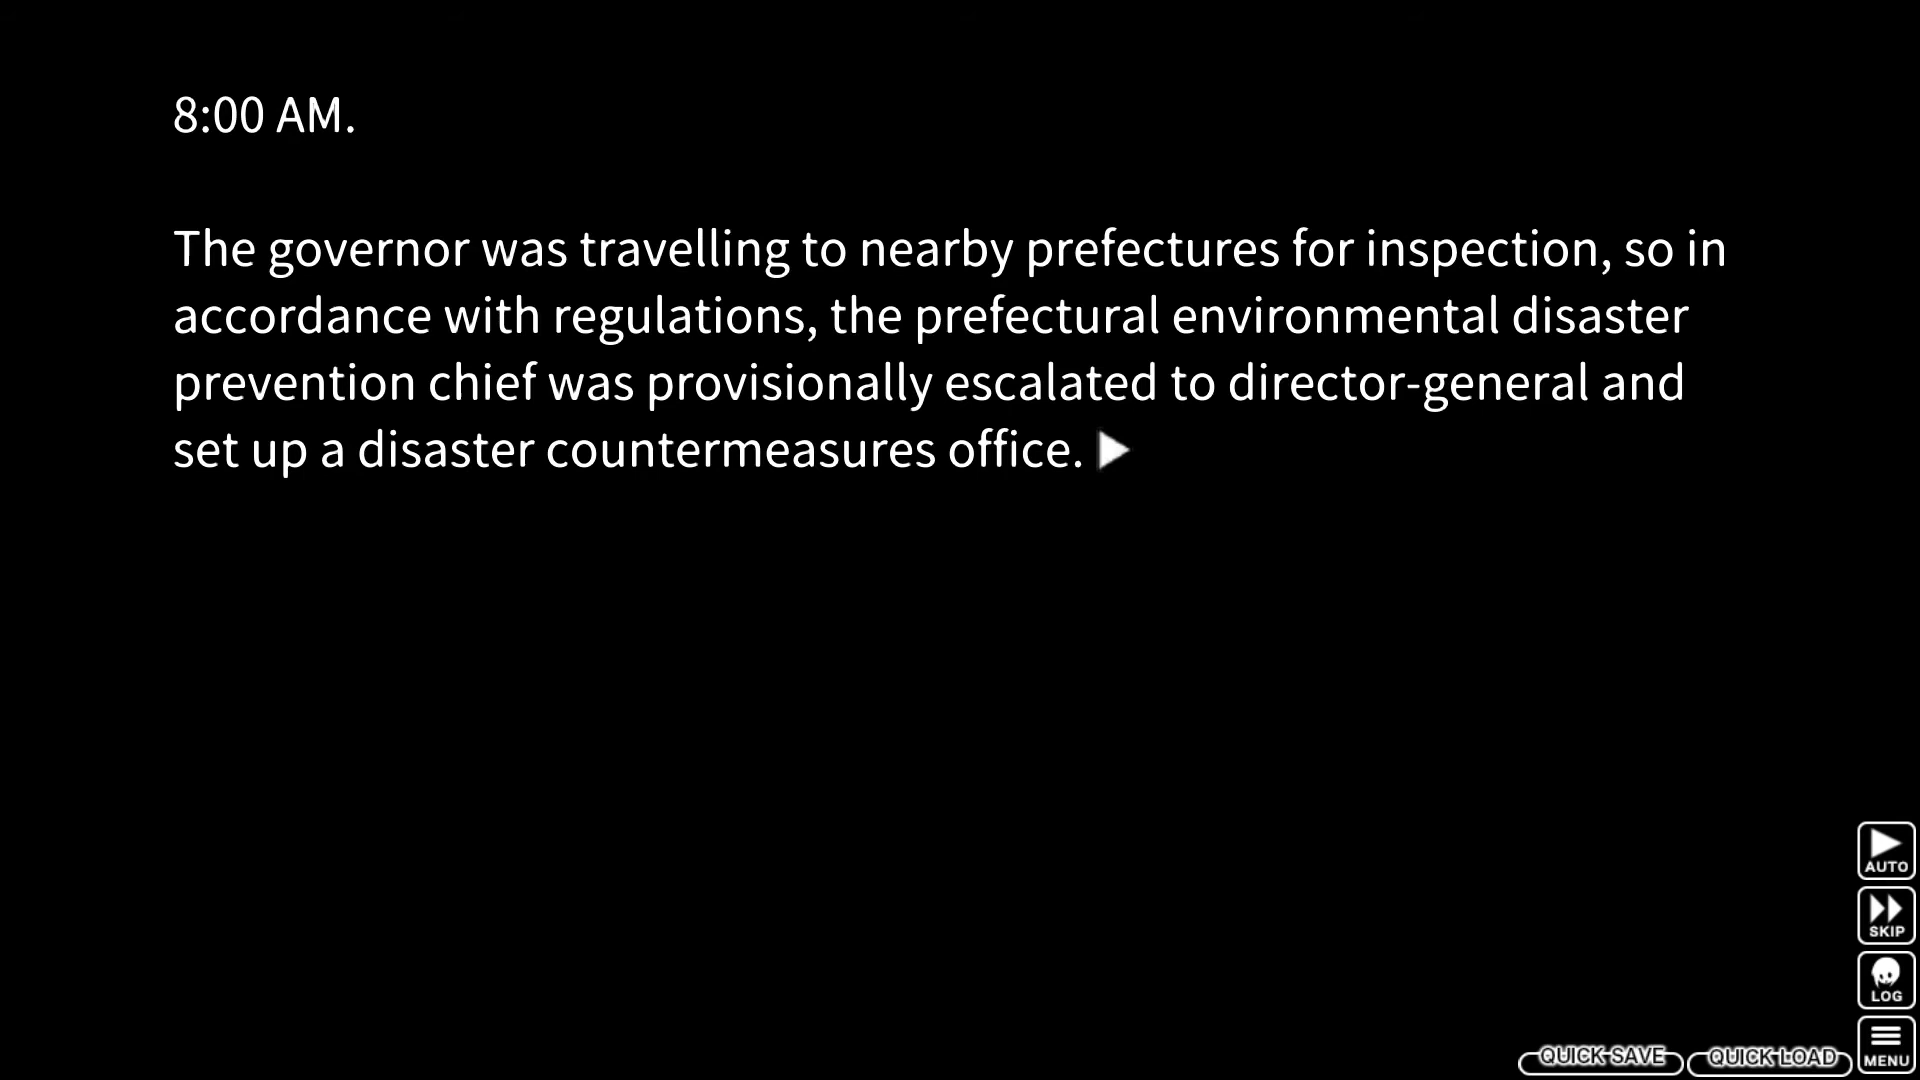 8:00 AM.
The governor was travelling to nearby prefectures for inspection, so in
accordance with regulations, the prefectural environmental disaster
prevention chief was provisionally escalated to director-general and
set up a disaster countermeasures office.
AUTO
SKIP
LOG
MENU
QUICK SAVE
QUICK LOAD